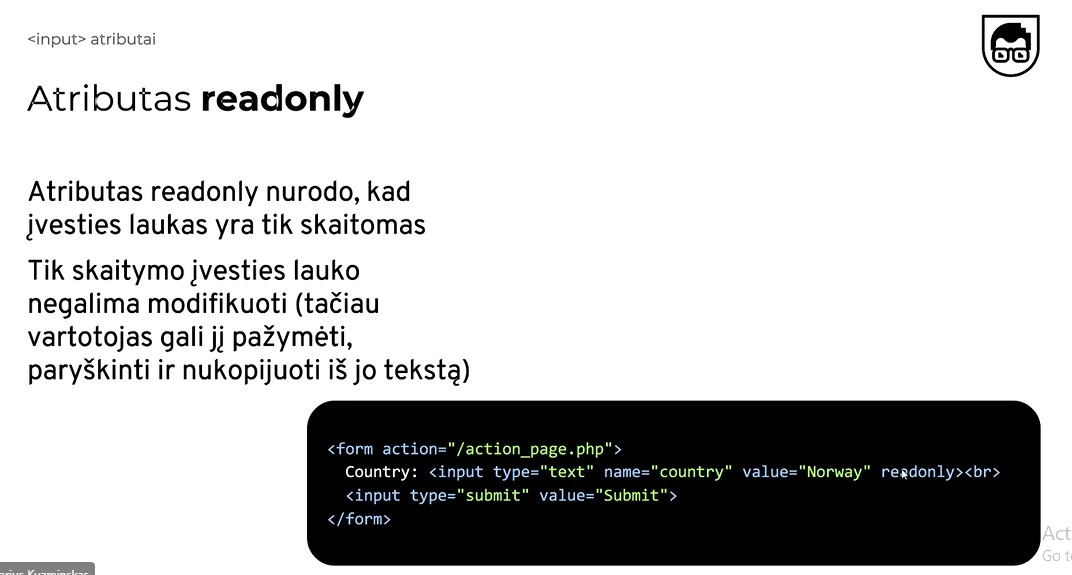 <input> atributai
Atributas readonly
Atributas readonly nurodo, kad
įvesties laukas yra tik skaitomas
Tik skaitymo įvesties lauko
negalima modifikuoti (tačiau
vartotojas gali jį pažymėti,
paryškinti ir nukopijuoti iš jo tekstą)
<form action="/action_page.php">
Country: <input type="text" name="country" value="Norway" readonly><br>
<input type="submit" value="Submit">
</form>
Act
Go to
Kuzminskas